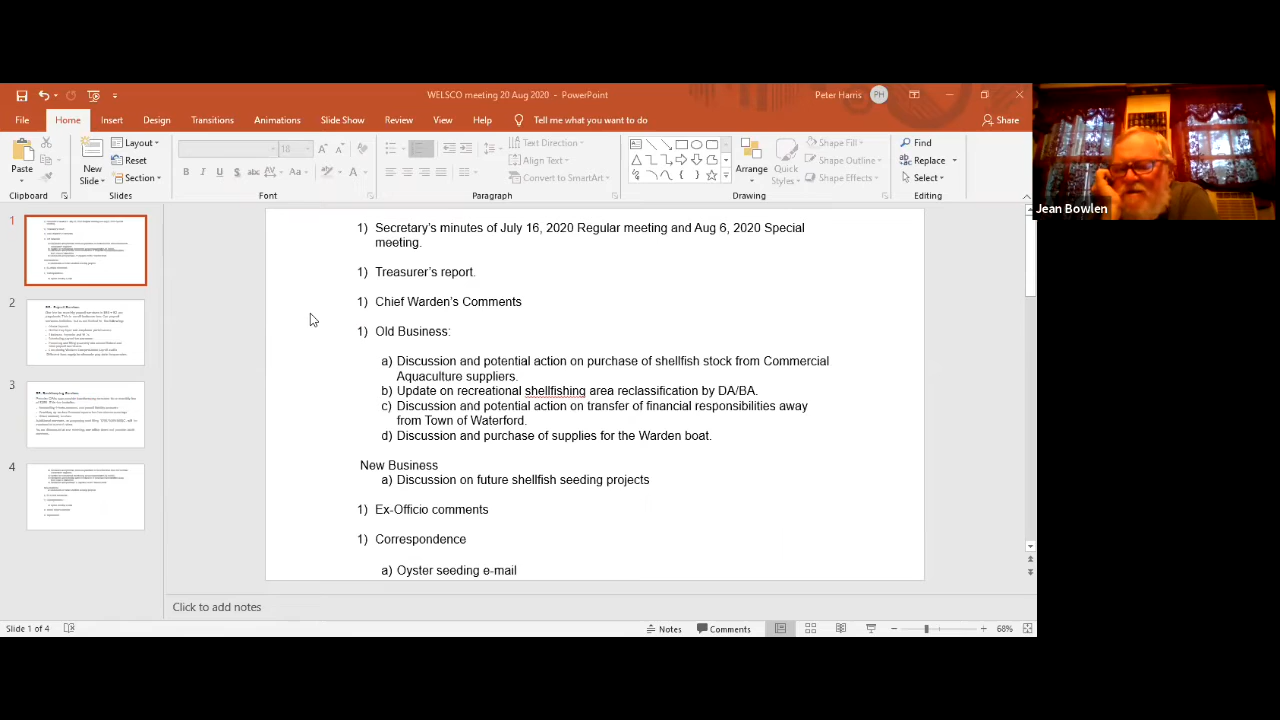 WELSCO meeting 20 Aug 2020 - PowerPoint
Peter Harris
PH
File
Home
Insert
Design
Transitions
Animations
Slide Show
Review
View
Help
Tell me what you want to do
Share
Paste
Clipboard
New
Slide
Layout
Reset
Section
Slides
18
B I U S
Aa
A
Font
Text Direction
Align Text
Convert to SmartArt
Paragraph
Arrange
Quick
Styles
Shape Fill
Shape Outline
Shape Effects
Drawing
Find
Replace
Select
Editing
Jean Bowlen
1
2
3
4
1) Secretary's minutes – July 16, 2020 Regular meeting and Aug 6, 2020 Special
meeting.
1) Treasurer's report.
1) Chief Warden's Comments
1) Old Business:
a) Discussion and potential action on purchase of shellfish stock from Commercial
Aquaculture suppliers.
b) Update on recreational shellfishing area reclassification by DABA.
c) Discussion and potential action on transfer of financial responsibilities away
from Town of Waterford
d) Discussion and purchase of supplies for the Warden boat.
New Business
a) Discussion of future shellfish seeding projects
1) Ex-Officio comments
1) Correspondence
a) Oyster seeding e-mail
Click to add notes
Slide 1 of 4
Notes
Comments
68%